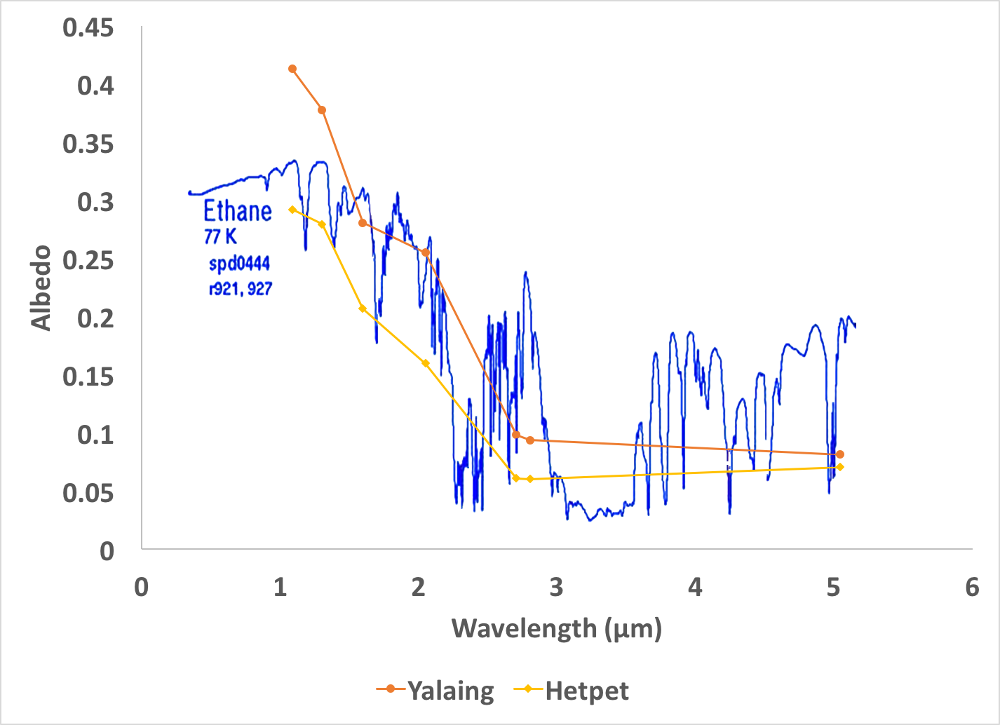 0.45
0.4
0.35
0.3
0.25
0.2
0.15
0.1
0.05
0
Albedo
Ethane
77 K
spd0444
r921, 927
0 1 2 3 4 5 6
Wavelength (μm)
Yalaing Hetpet